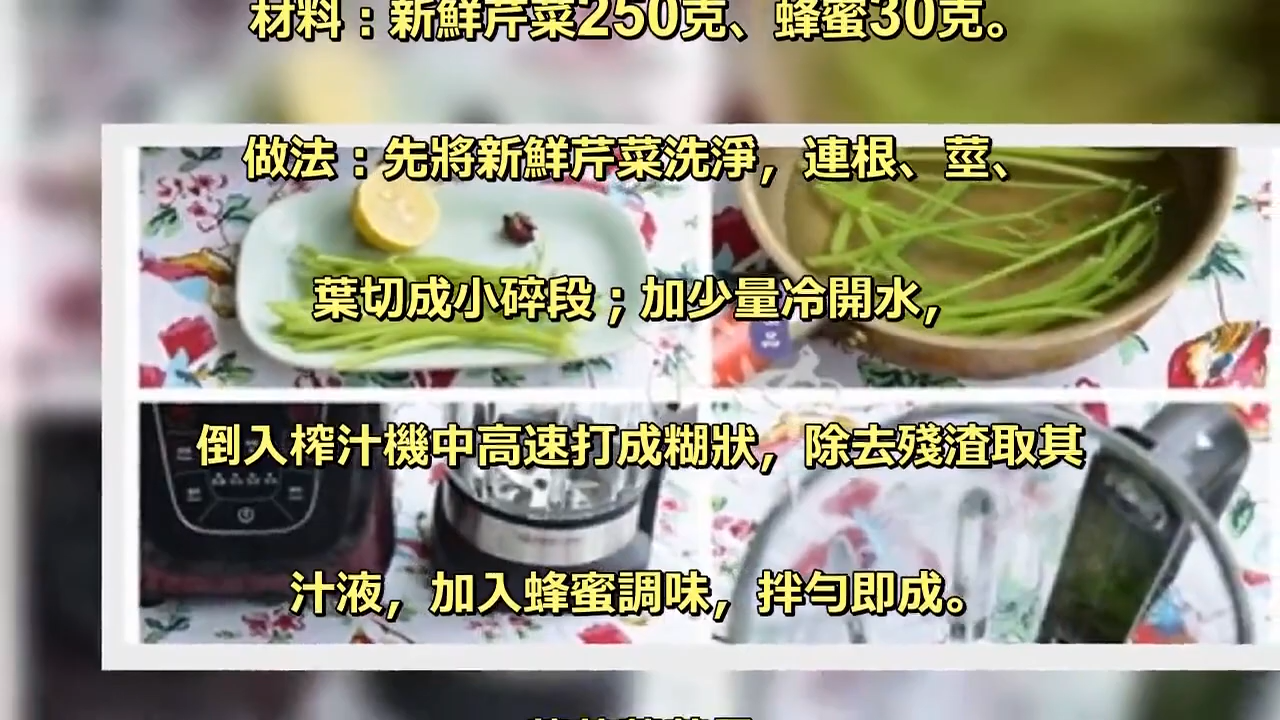 材料：新鮮芹菜250克、蜂蜜30克。
做法：先將新鮮芹菜洗淨，連根、莖、
葉切成小碎段；加少量冷開水，
倒入榨汁機中高速打成糊狀，除去殘渣取其
汁液，加入蜂蜜調味，拌勻即成。